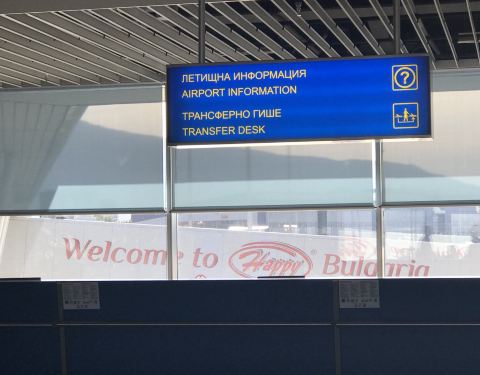 ЛЕТИЩНА ИНФОРМАЦИЯ
AIRPORT INFORMATION
ТРАНСФЕРНО ГИШЕ
TRANSFER DESK
Welcome to Happy® Bulgaria